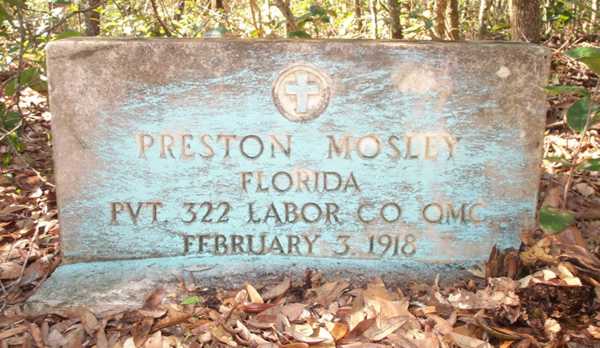 PRESTON MOSLEY
FLORIDA
PVT. 322 LABOR CO. QMC.
FEBRUARY 3, 1918